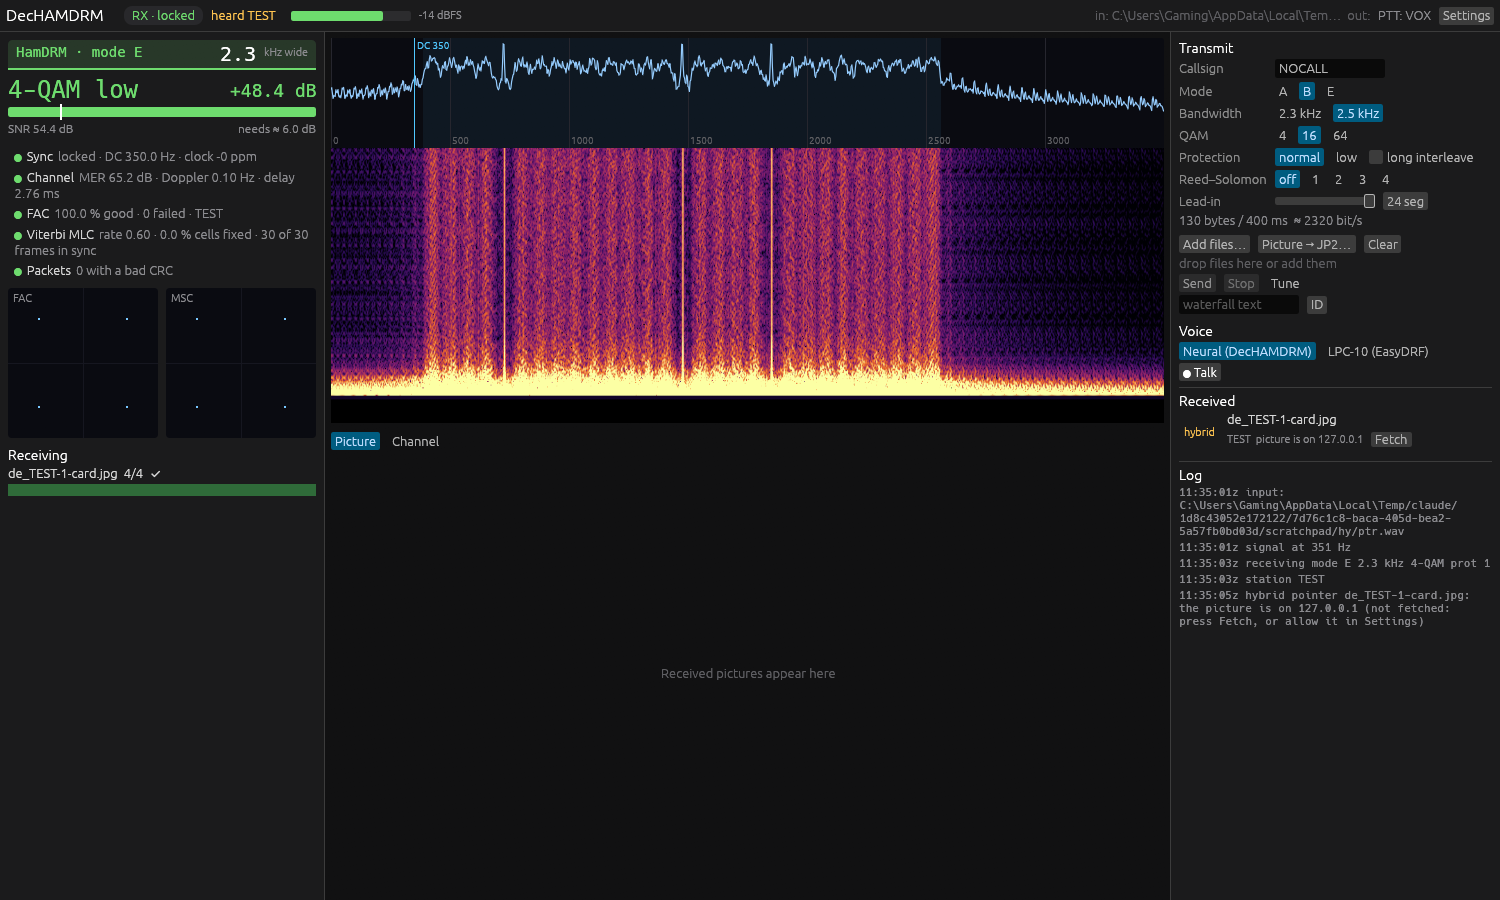 DecHAMDRM RX · locked heard TEST -14 dBFS in: C:\Users\Gaming\AppData\Local\Tem… out: PTT: VOX Settings
HamDRM · mode E 2.3 kHz wide
4-QAM low +48.4 dB
SNR 54.4 dB needs ≈ 6.0 dB
Sync locked · DC 350.0 Hz · clock -0 ppm
Channel MER 65.2 dB · Doppler 0.10 Hz · delay
2.76 ms
FAC 100.0 % good · 0 failed · TEST
Viterbi MLC rate 0.60 · 0.0 % cells fixed · 30 of 30
frames in sync
Packets 0 with a bad CRC
FAC MSC
Receiving
de_TEST-1-card.jpg 4/4 ✓
DC 350
0 500 1000 1500 2000 2500 3000
Picture Channel
Received pictures appear here
Transmit
Callsign NOCALL
Mode A B E
Bandwidth 2.3 kHz 2.5 kHz
QAM 4 16 64
Protection normal low long interleave
Reed–Solomon off 1 2 3 4
Lead-in 24 seg
130 bytes / 400 ms ≈ 2320 bit/s
Add files… Picture → JP2… Clear
drop files here or add them
Send Stop Tune
waterfall text ID
Voice
Neural (DecHAMDRM) LPC-10 (EasyDRF)
● Talk
Received
de_TEST-1-card.jpg
hybrid TEST picture is on 127.0.0.1 Fetch
Log
11:35:01z input:
C:\Users\Gaming\AppData\Local\Temp/claude/
1d8c43052e172122/7d76c1c8-baca-405d-bea2-
5a57fb0bd03d/scratchpad/hy/ptr.wav
11:35:01z signal at 351 Hz
11:35:03z receiving mode E 2.3 kHz 4-QAM prot 1
11:35:03z station TEST
11:35:05z hybrid pointer de_TEST-1-card.jpg:
the picture is on 127.0.0.1 (not fetched:
press Fetch, or allow it in Settings)